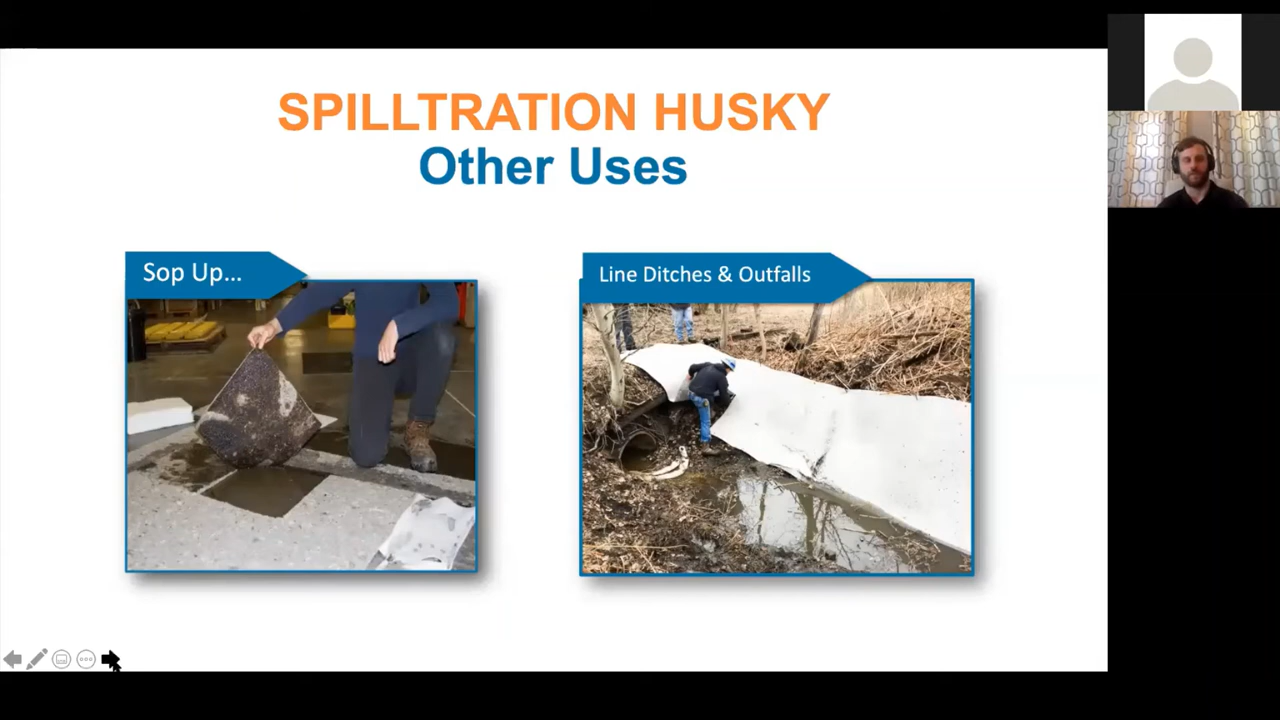 SPILLTRATION HUSKY
Other Uses
Sop Up...
Line Ditches & Outfalls